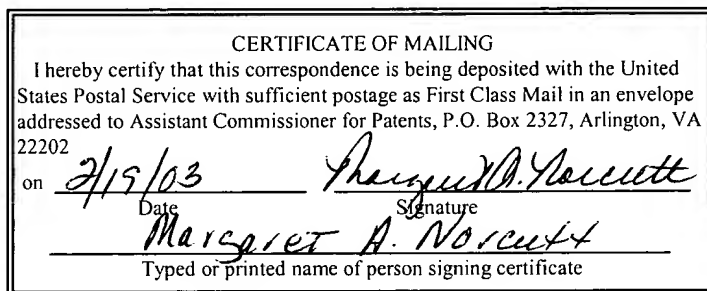 CERTIFICATE OF MAILING
I hereby certify that this correspondence is being deposited with the United
States Postal Service with sufficient postage as First Class Mail in an envelope
addressed to Assistant Commissioner for Patents, P.O. Box 2327, Arlington, VA
22202
on 2/19/03 Margaret A. Norcutt
Date Signature
Margaret A. Norcutt
Typed or printed name of person signing certificate